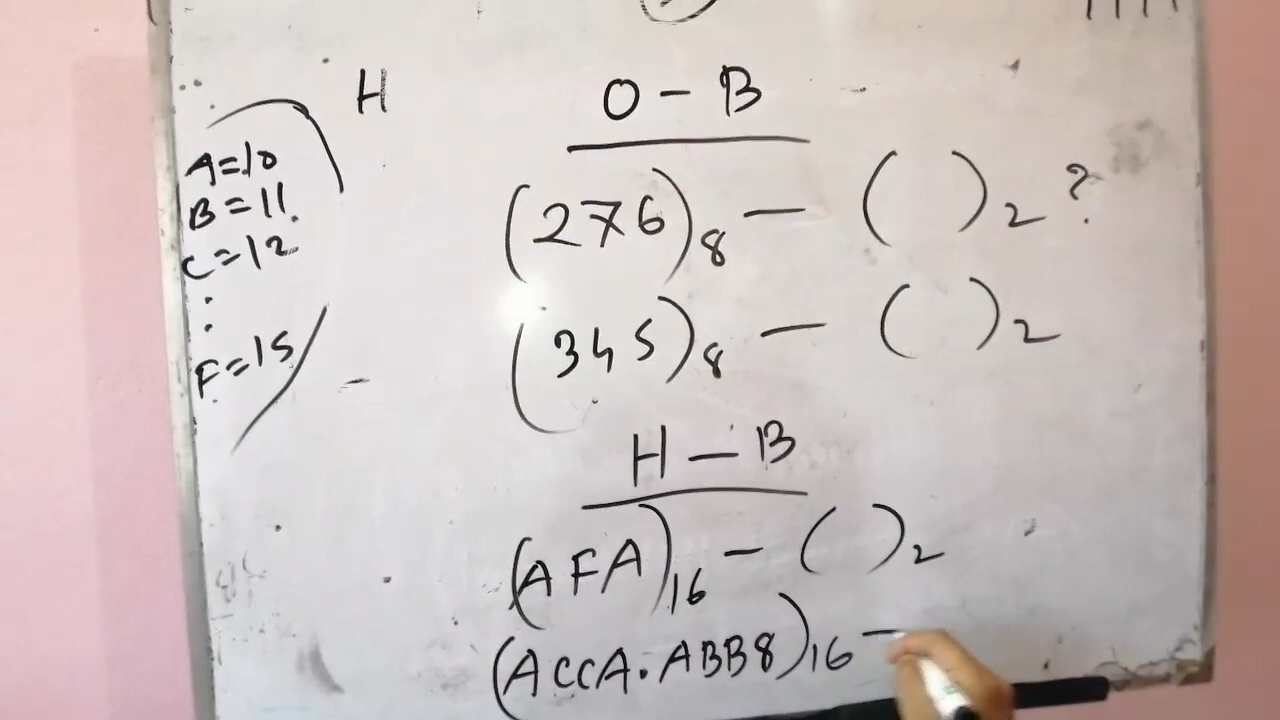 H
O - B
A=10
B=11
C=12
:
F=15
(276)8 — ( )2 ?
(345)8 — ( )2
H - B
(AFA)16 - ( )2
(ACCA.ABB8)16 -